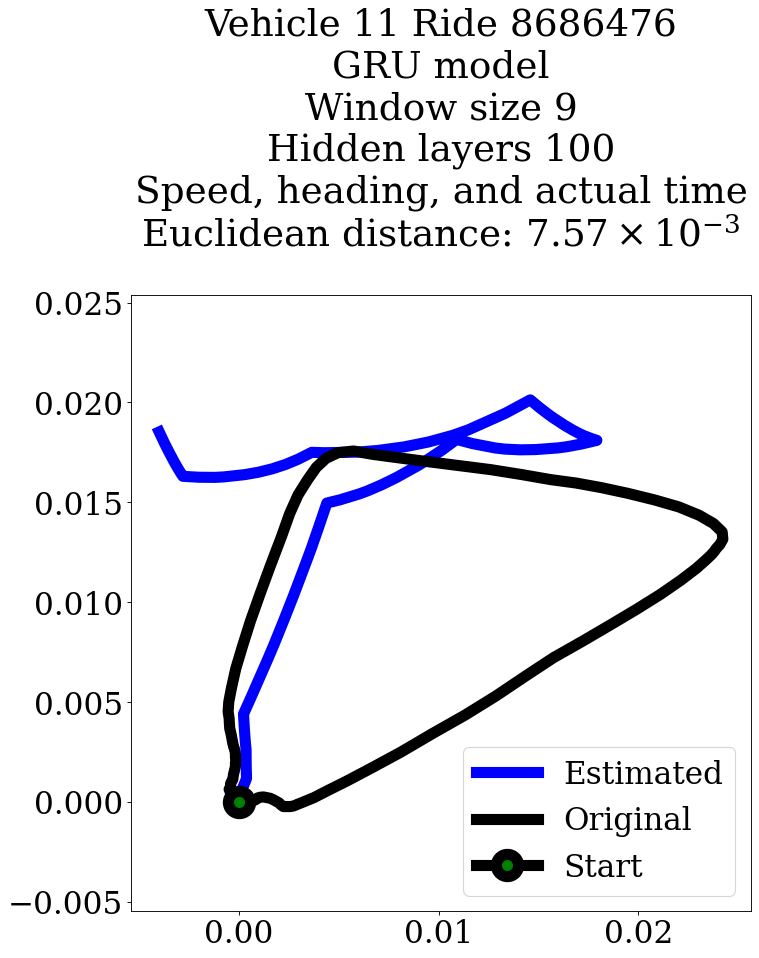 Vehicle 11 Ride 8686476
GRU model
Window size 9
Hidden layers 100
Speed, heading, and actual time
Euclidean distance: 7.57 × 10⁻³
0.025
0.020
0.015
0.010
0.005
0.000
−0.005
0.00 0.01 0.02
Estimated
Original
Start